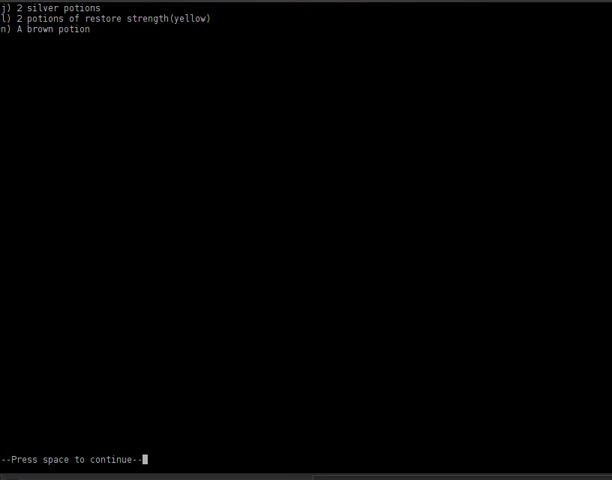 j) 2 silver potions
l) 2 potions of restore strength(yellow)
n) A brown potion
--Press space to continue--